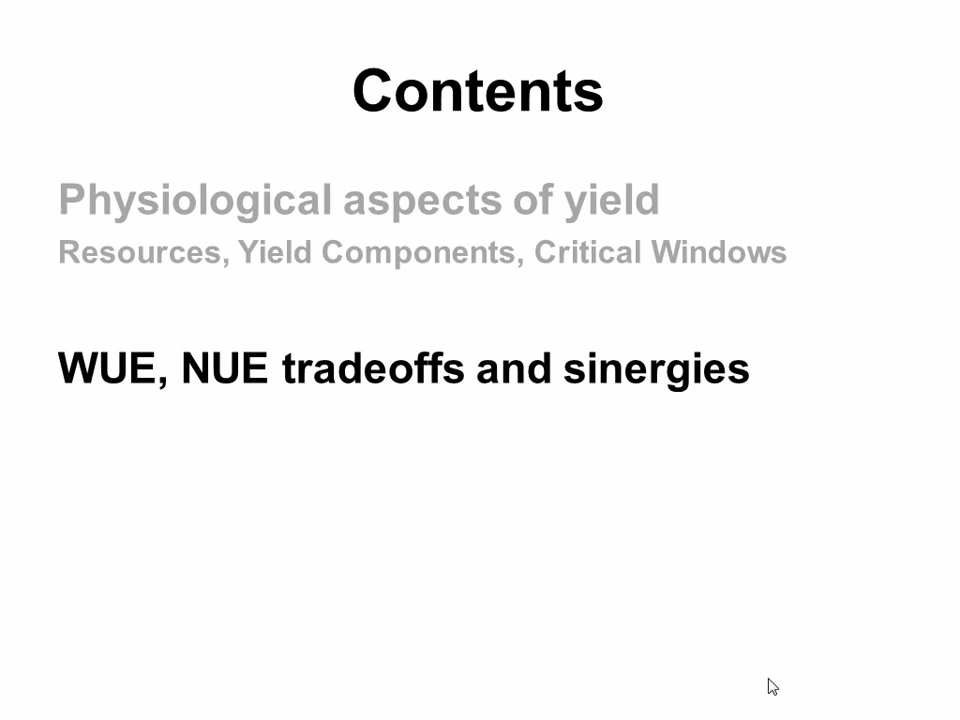 Contents
Physiological aspects of yield
Resources, Yield Components, Critical Windows
WUE, NUE tradeoffs and sinergies